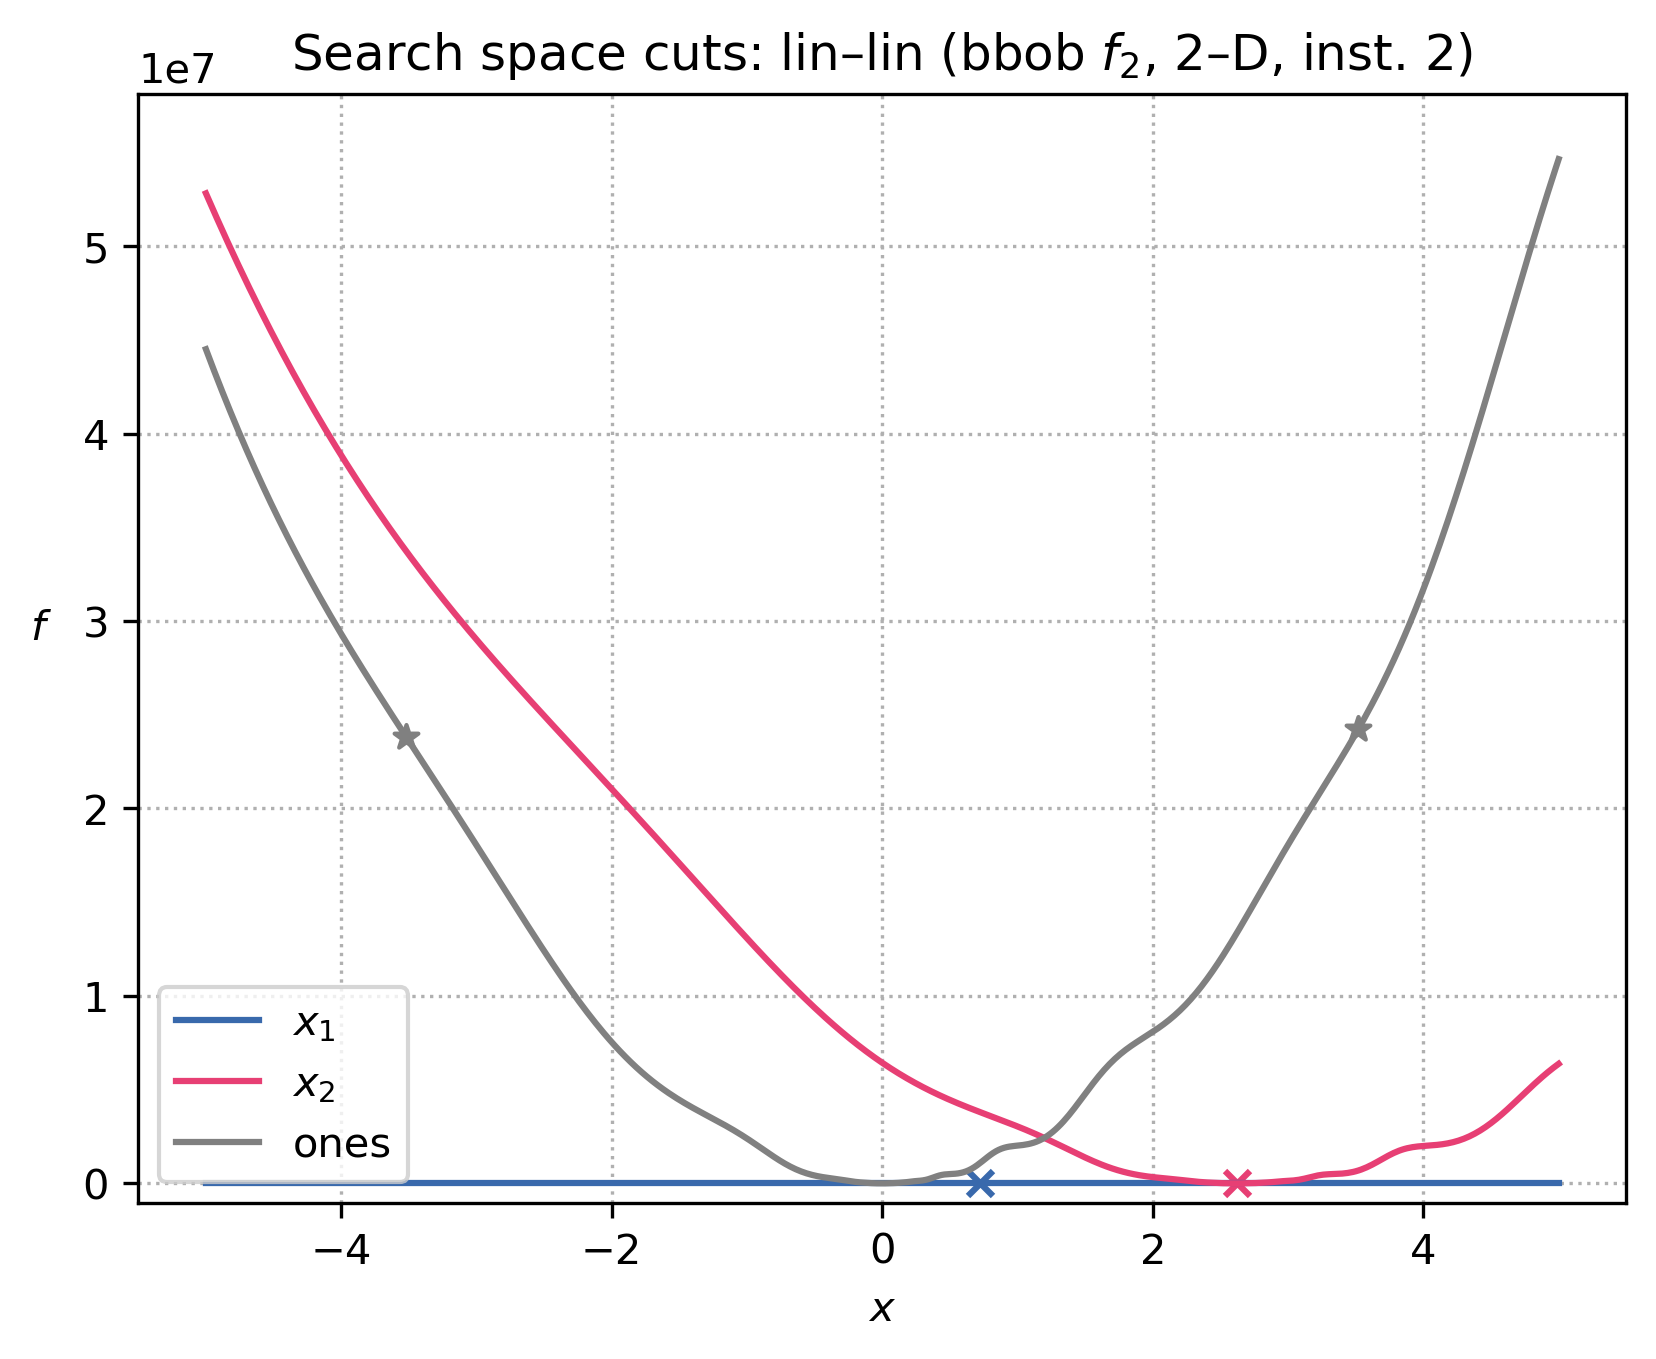 Search space cuts: lin–lin (bbob f₂, 2–D, inst. 2)
1e7
5
4
3
2
1
0
f
x₁
x₂
ones
−4 −2 0 2 4
x